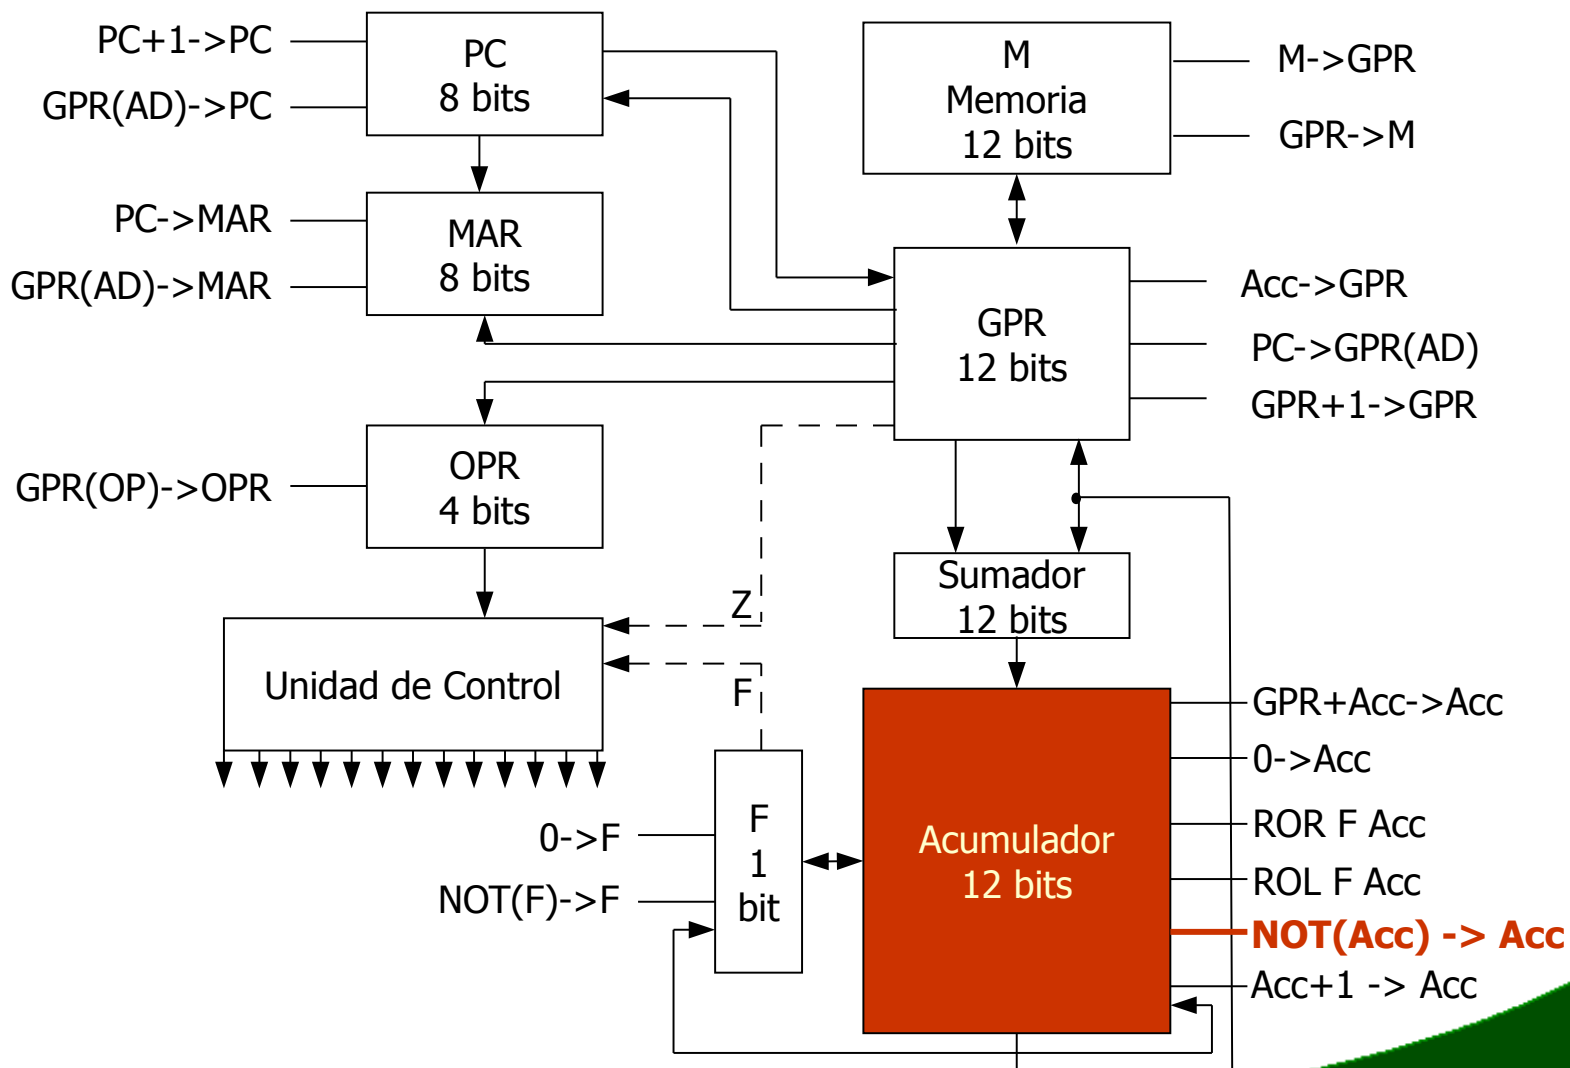 PC+1->PC
GPR(AD)->PC
PC
8 bits
M
Memoria
12 bits
M->GPR
GPR->M
PC->MAR
GPR(AD)->MAR
MAR
8 bits
GPR
12 bits
Acc->GPR
PC->GPR(AD)
GPR+1->GPR
GPR(OP)->OPR
OPR
4 bits
Sumador
12 bits
Z
F
Unidad de Control
0->F
NOT(F)->F
F
1
bit
Acumulador
12 bits
GPR+Acc->Acc
0->Acc
ROR F Acc
ROL F Acc
NOT(Acc) -> Acc
Acc+1 -> Acc